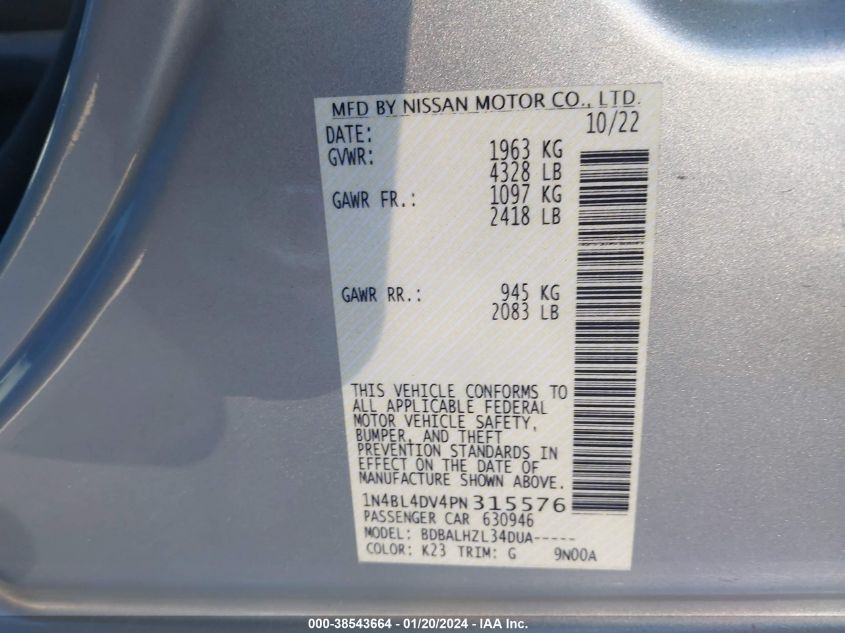 MFD BY NISSAN MOTOR CO., LTD.
DATE: 10/22
GVWR: 1963 KG
4328 LB
GAWR FR.: 1097 KG
2418 LB
GAWR RR.: 945 KG
2083 LB
THIS VEHICLE CONFORMS TO
ALL APPLICABLE FEDERAL
MOTOR VEHICLE SAFETY,
BUMPER, AND THEFT
PREVENTION STANDARDS IN
EFFECT ON THE DATE OF
MANUFACTURE SHOWN ABOVE.
1N4BL4DV4PN315576
PASSENGER CAR 630946
MODEL: BDBALHZL34DUA-----
COLOR: K23 TRIM: G 9N00A
000-38543664 - 01/20/2024 - IAA Inc.